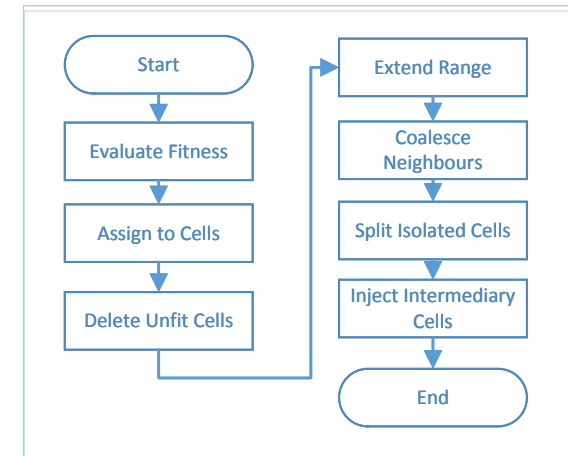 Start
Evaluate Fitness
Assign to Cells
Delete Unfit Cells
Extend Range
Coalesce
Neighbours
Split Isolated Cells
Inject Intermediary
Cells
End